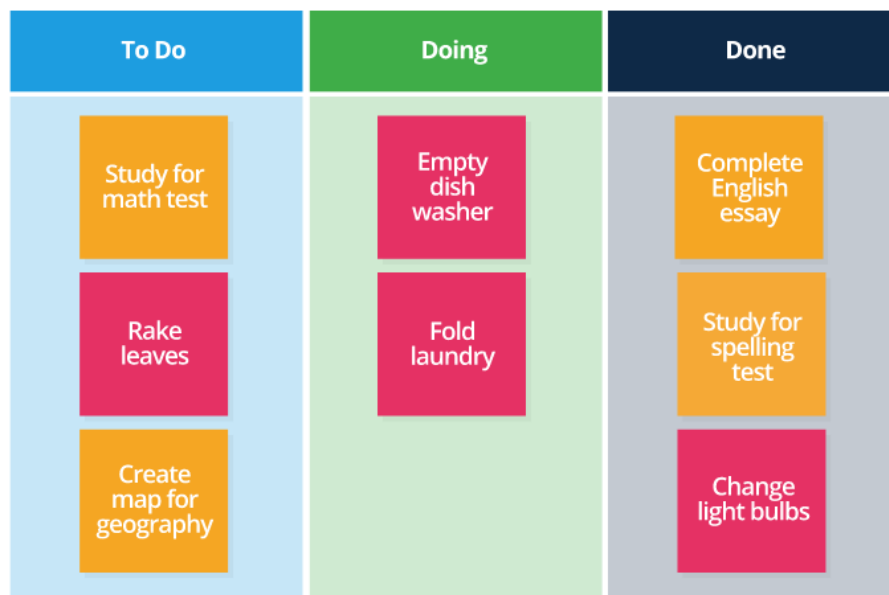 To Do
Doing
Done
Study for
math test
Rake
leaves
Create
map for
geography
Empty
dish
washer
Fold
laundry
Complete
English
essay
Study for
spelling
test
Change
light bulbs